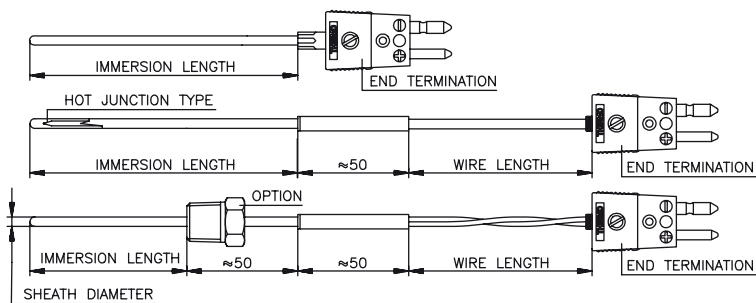 IMMERSION LENGTH
END TERMINATION
HOT JUNCTION TYPE
IMMERSION LENGTH
≈50
WIRE LENGTH
END TERMINATION
OPTION
IMMERSION LENGTH
≈50
≈50
WIRE LENGTH
END TERMINATION
SHEATH DIAMETER